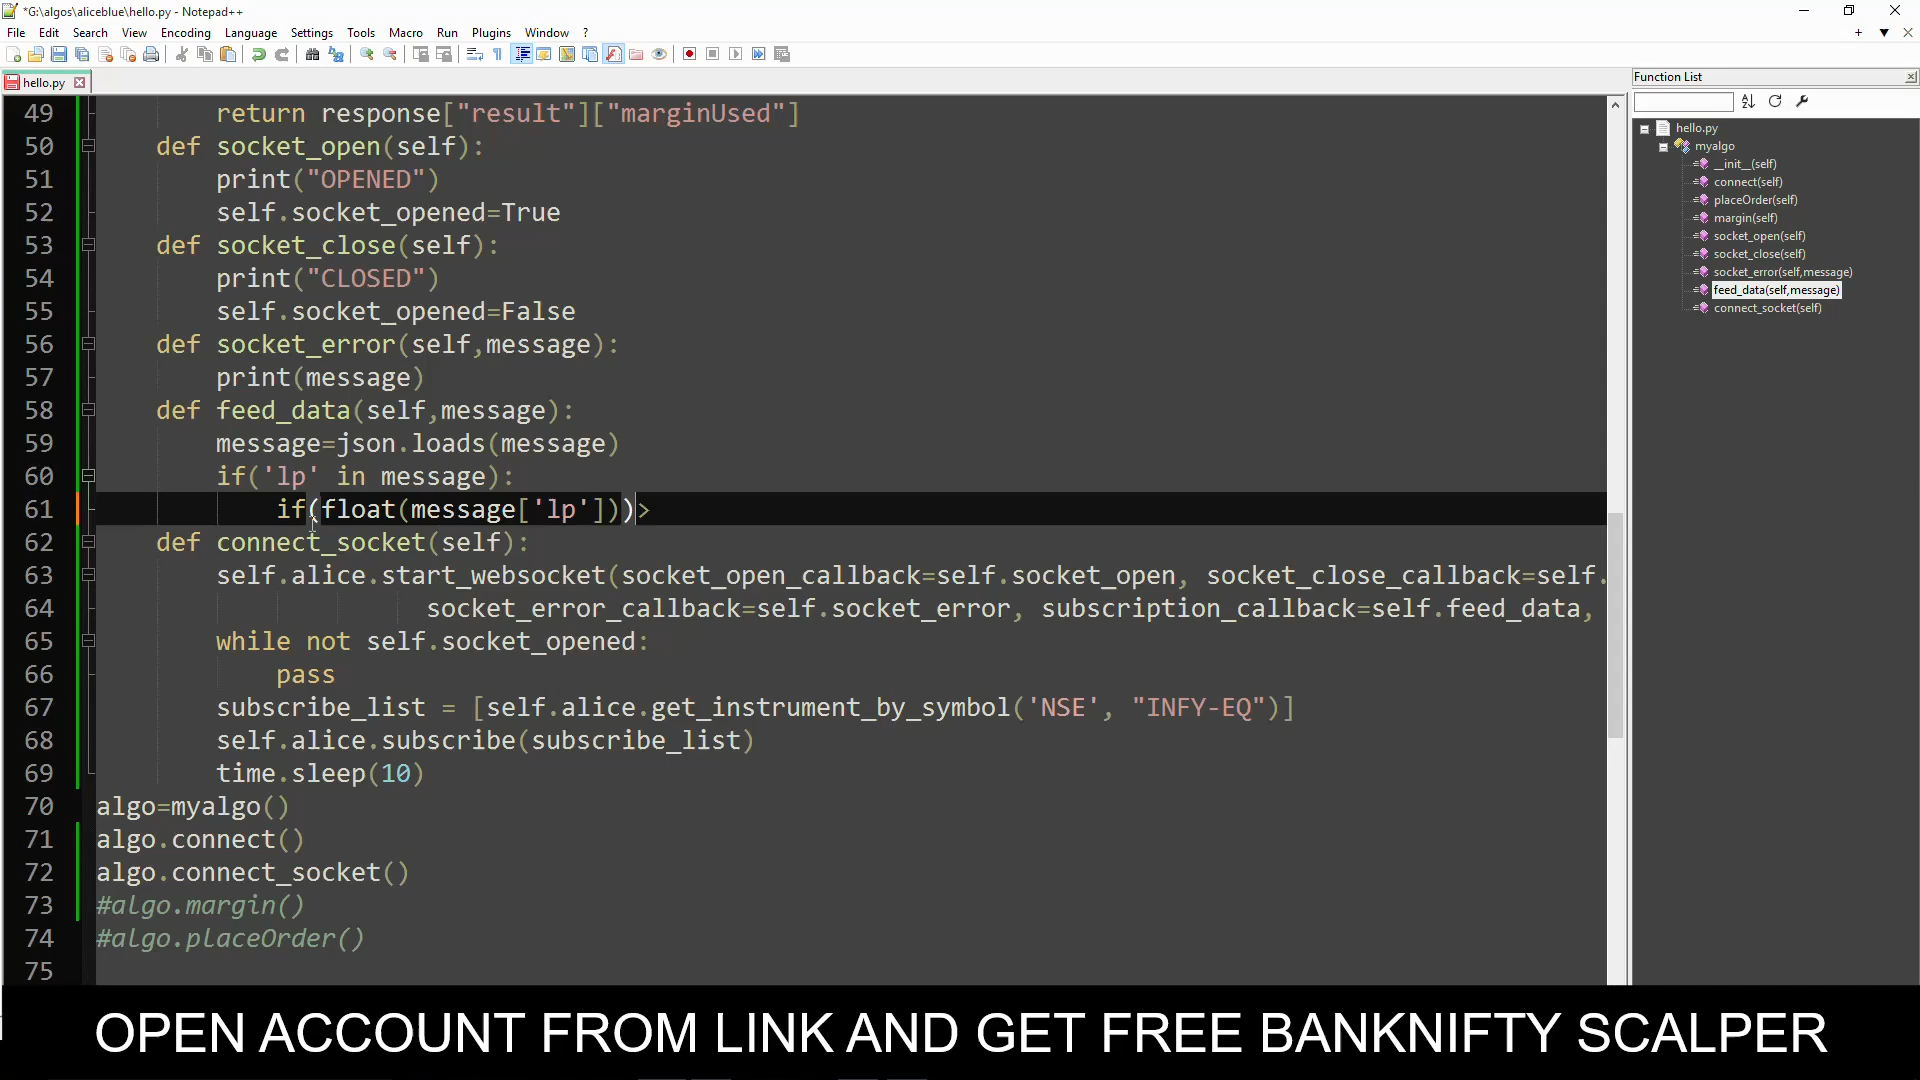 *G:\algos\aliceblue\hello.py - Notepad++
File Edit Search View Encoding Language Settings Tools Macro Run Plugins Window ?
hello.py
Function List
49 return response["result"]["marginUsed"]
50 def socket_open(self):
51 print("OPENED")
52 self.socket_opened=True
53 def socket_close(self):
54 print("CLOSED")
55 self.socket_opened=False
56 def socket_error(self,message):
57 print(message)
58 def feed_data(self,message):
59 message=json.loads(message)
60 if('lp' in message):
61 if(float(message['lp']))>
62 def connect_socket(self):
63 self.alice.start_websocket(socket_open_callback=self.socket_open, socket_close_callback=self.
64 socket_error_callback=self.socket_error, subscription_callback=self.feed_data,
65 while not self.socket_opened:
66 pass
67 subscribe_list = [self.alice.get_instrument_by_symbol('NSE', "INFY-EQ")]
68 self.alice.subscribe(subscribe_list)
69 time.sleep(10)
70 algo=myalgo()
71 algo.connect()
72 algo.connect_socket()
73 #algo.margin()
74 #algo.placeOrder()
75
hello.py
myalgo
__init__(self)
connect(self)
placeOrder(self)
margin(self)
socket_open(self)
socket_close(self)
socket_error(self,message)
feed_data(self,message)
connect_socket(self)
OPEN ACCOUNT FROM LINK AND GET FREE BANKNIFTY SCALPER